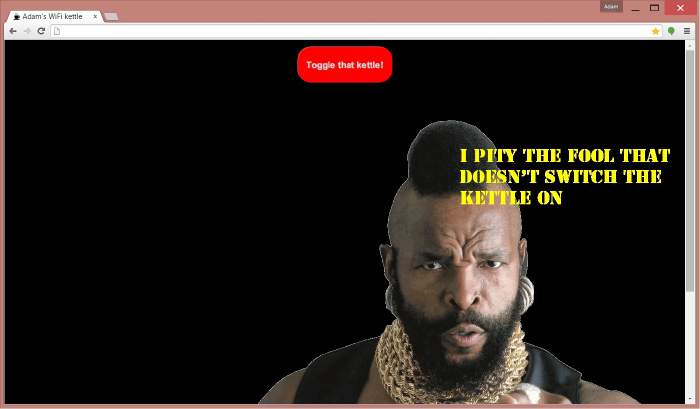 Adam
Adam's WiFi kettle
Toggle that kettle!
I PITY THE FOOL THAT
DOESN'T SWITCH THE
KETTLE ON